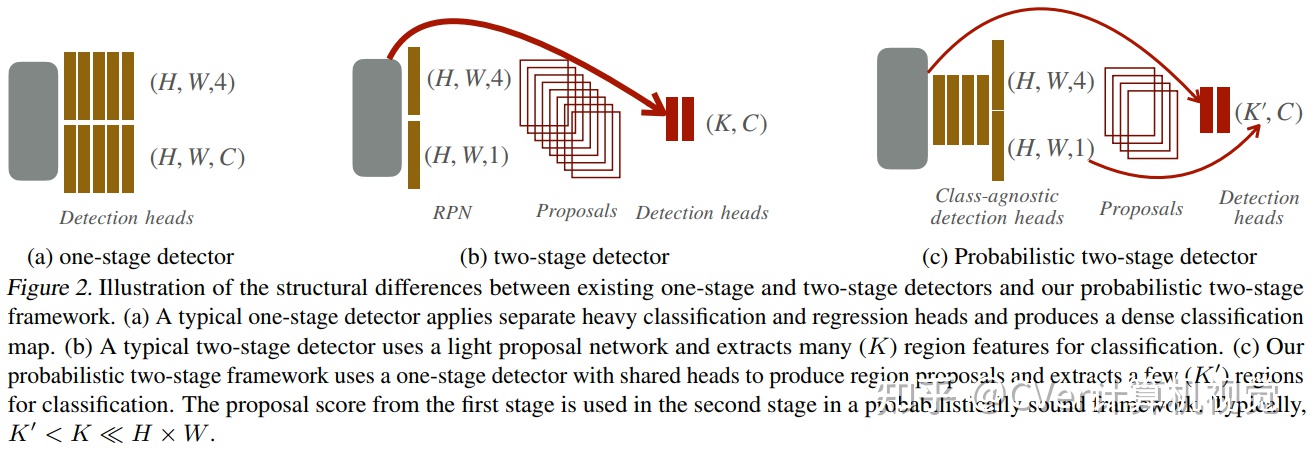 (H, W,4)
(H, W, C)
Detection heads
(a) one-stage detector
(H, W,4)
(H, W,1)
(K, C)
RPN
Proposals
Detection heads
(b) two-stage detector
(H, W,4)
(H, W,1)
(K′, C)
Class-agnostic
detection heads
Proposals
Detection
heads
(c) Probabilistic two-stage detector
Figure 2. Illustration of the structural differences between existing one-stage and two-stage detectors and our probabilistic two-stage
framework. (a) A typical one-stage detector applies separate heavy classification and regression heads and produces a dense classification
map. (b) A typical two-stage detector uses a light proposal network and extracts many (K) region features for classification. (c) Our
probabilistic two-stage framework uses a one-stage detector with shared heads to produce region proposals and extracts a few (K′) regions
for classification. The proposal score from the first stage is used in the second stage in a probabilistically sound framework. Typically,
K′ < K ≪ H × W.
知乎 @CVer计算机视觉